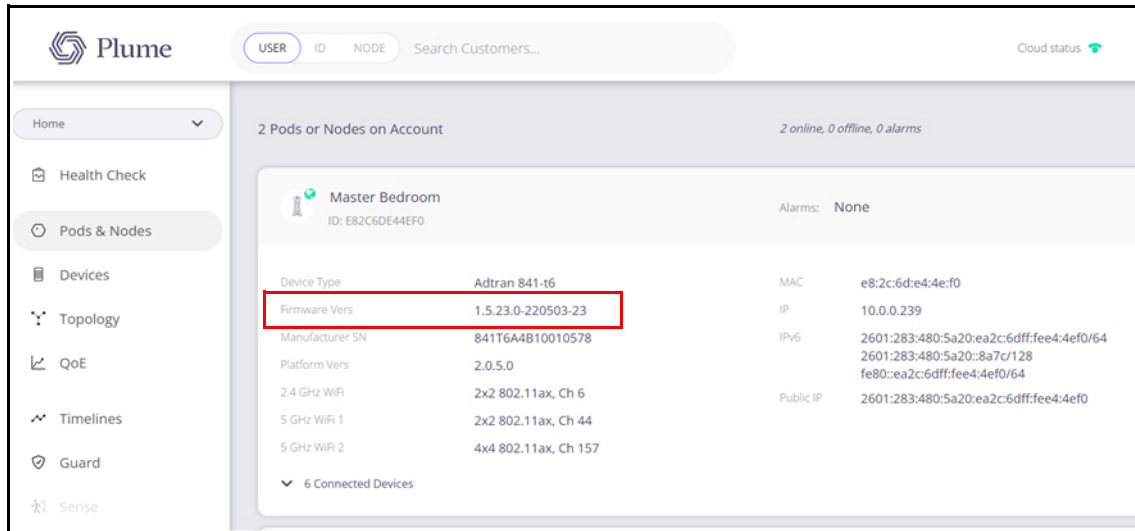 Plume
USER ID NODE Search Customers...
Cloud status
Home
2 Pods or Nodes on Account
2 online, 0 offline, 0 alarms
Health Check
Pods & Nodes
Devices
Topology
QoE
Timelines
Guard
Sense
Master Bedroom
ID: E82C6DE44EF0
Alarms: None
Device Type Adtran 841-t6
Firmware Vers 1.5.23.0-220503-23
Manufacturer SN 841T6A4B10010578
Platform Vers 2.0.5.0
2.4 GHz WiFi 2x2 802.11ax, Ch 6
5 GHz WiFi 1 2x2 802.11ax, Ch 44
5 GHz WiFi 2 4x4 802.11ax, Ch 157
6 Connected Devices
MAC e8:2c:6d:e4:4e:f0
IP 10.0.0.239
IPv6 2601:283:480:5a20:ea2c:6dff:fee4:4ef0/64
2601:283:480:5a20::8a7c/128
fe80::ea2c:6dff:fee4:4ef0/64
Public IP 2601:283:480:5a20:ea2c:6dff:fee4:4ef0